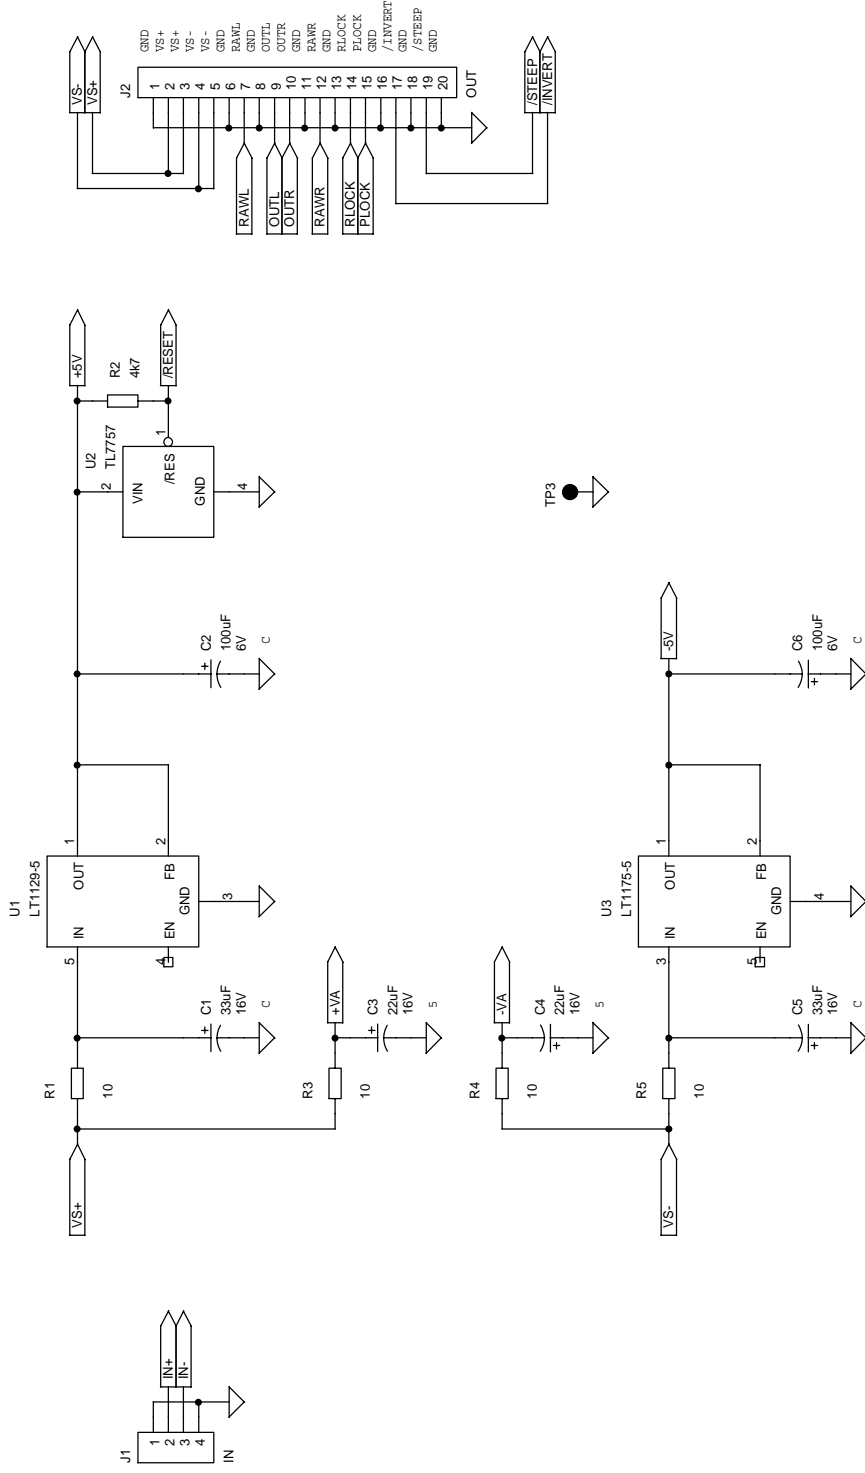 J1
1
2
3
4
IN
IN+
IN-
VS+
R1
10
C1
33uF
16V
C
U1
LT1129-5
5
IN
OUT
1
4
EN
FB
2
GND
3
C2
100uF
6V
C
U2
TL7757
2
VIN
/RES
1
GND
4
R2
4k7
+5V
/RESET
R3
10
+VA
C3
22uF
16V
5
R4
10
-VA
C4
22uF
16V
5
VS-
R5
10
C5
33uF
16V
C
U3
LT1175-5
3
IN
OUT
1
5
EN
FB
2
GND
4
C6
100uF
6V
C
-5V
TP3
VS-
VS+
RAWL
OUTL
OUTR
RAWR
RLOCK
PLOCK
/STEEP
/INVERT
J2
1 GND
2 VS+
3 VS+
4 VS-
5 VS-
6 GND
7 RAWL
8 GND
9 OUTL
10 OUTR
11 GND
12 RAWR
13 GND
14 RLOCK
15 PLOCK
16 GND
17 /INVERT
18 GND
19 /STEEP
20 GND
OUT